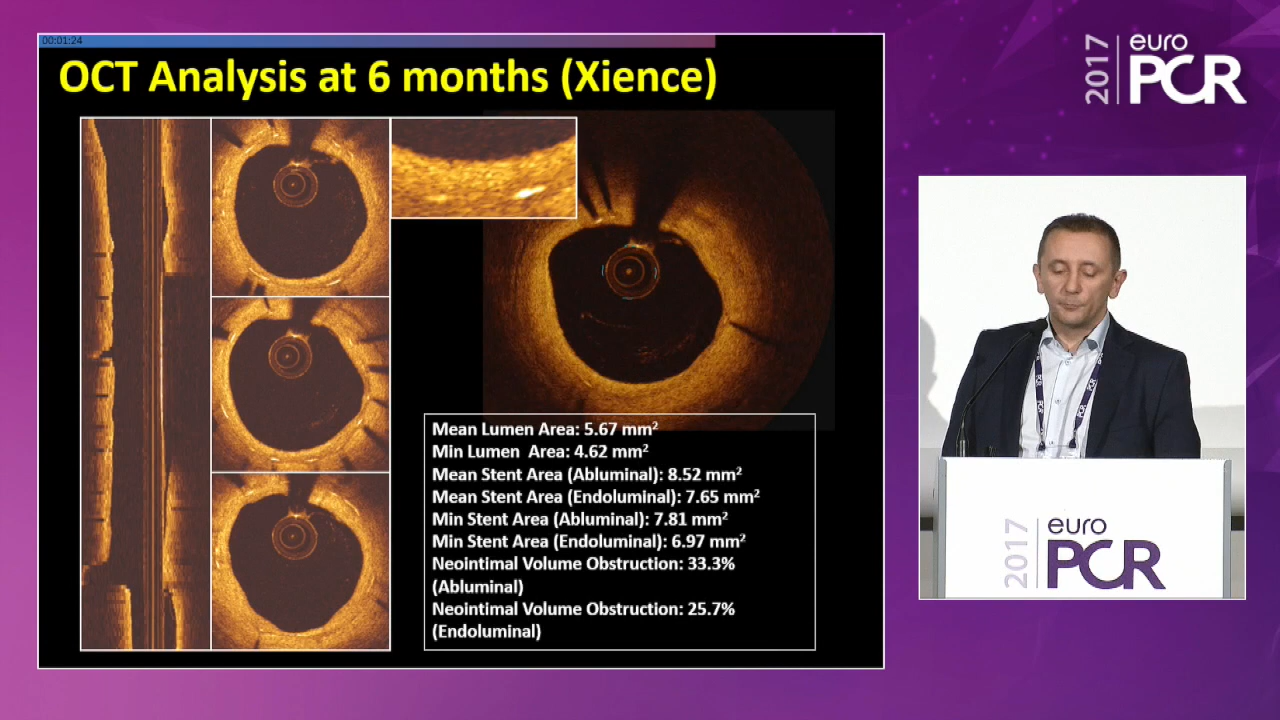 00:01:24
OCT Analysis at 6 months (Xience)
Mean Lumen Area: 5.67 mm²
Min Lumen  Area: 4.62 mm²
Mean Stent Area (Abluminal): 8.52 mm²
Mean Stent Area (Endoluminal): 7.65 mm²
Min Stent Area (Abluminal): 7.81 mm²
Min Stent Area (Endoluminal): 6.97 mm²
Neointimal Volume Obstruction: 33.3%
(Abluminal)
Neointimal Volume Obstruction: 25.7%
(Endoluminal)
2017
euro
PCR
PCR
PCR
PCR
2017
euro
PCR